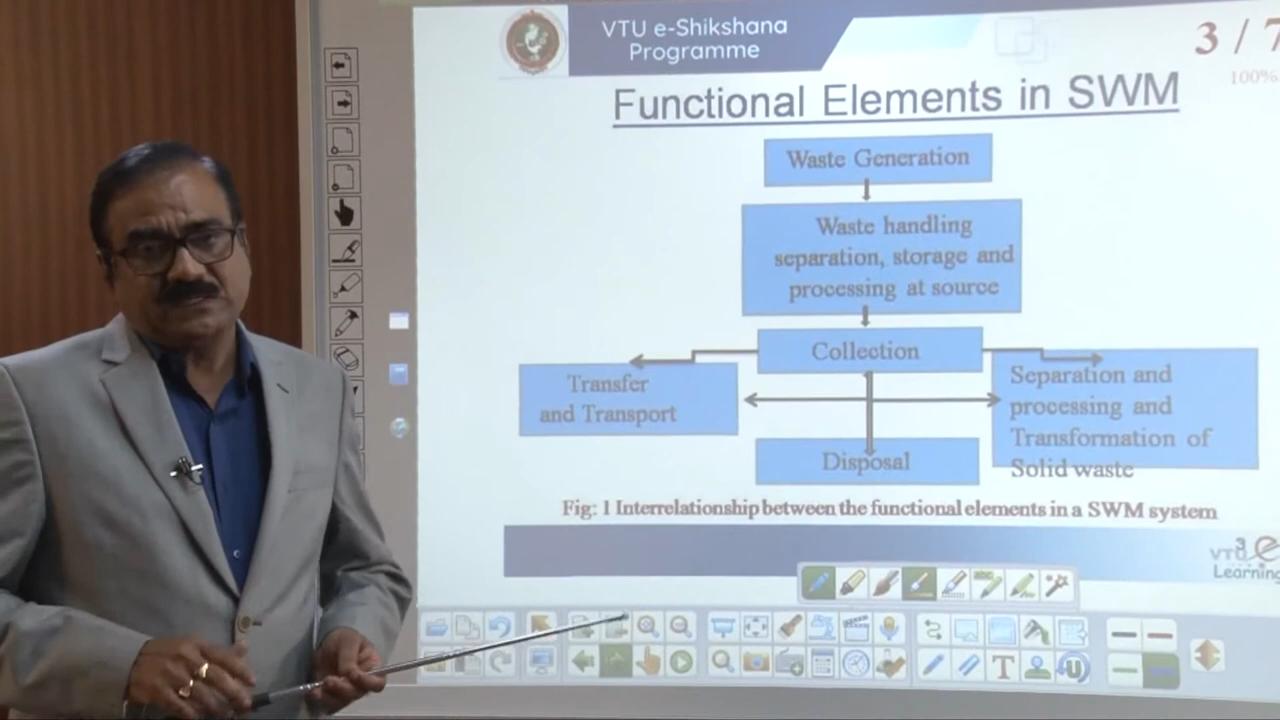 VTU e-Shikshana
Programme
3 / 7
100%
Functional Elements in SWM
Waste Generation
Waste handling
separation, storage and
processing at source
Collection
Transfer
and Transport
Separation and
processing and
Transformation of
Solid waste
Disposal
Fig: 1 Interrelationship between the functional elements in a SWM system
3
VTU e
Learning
T